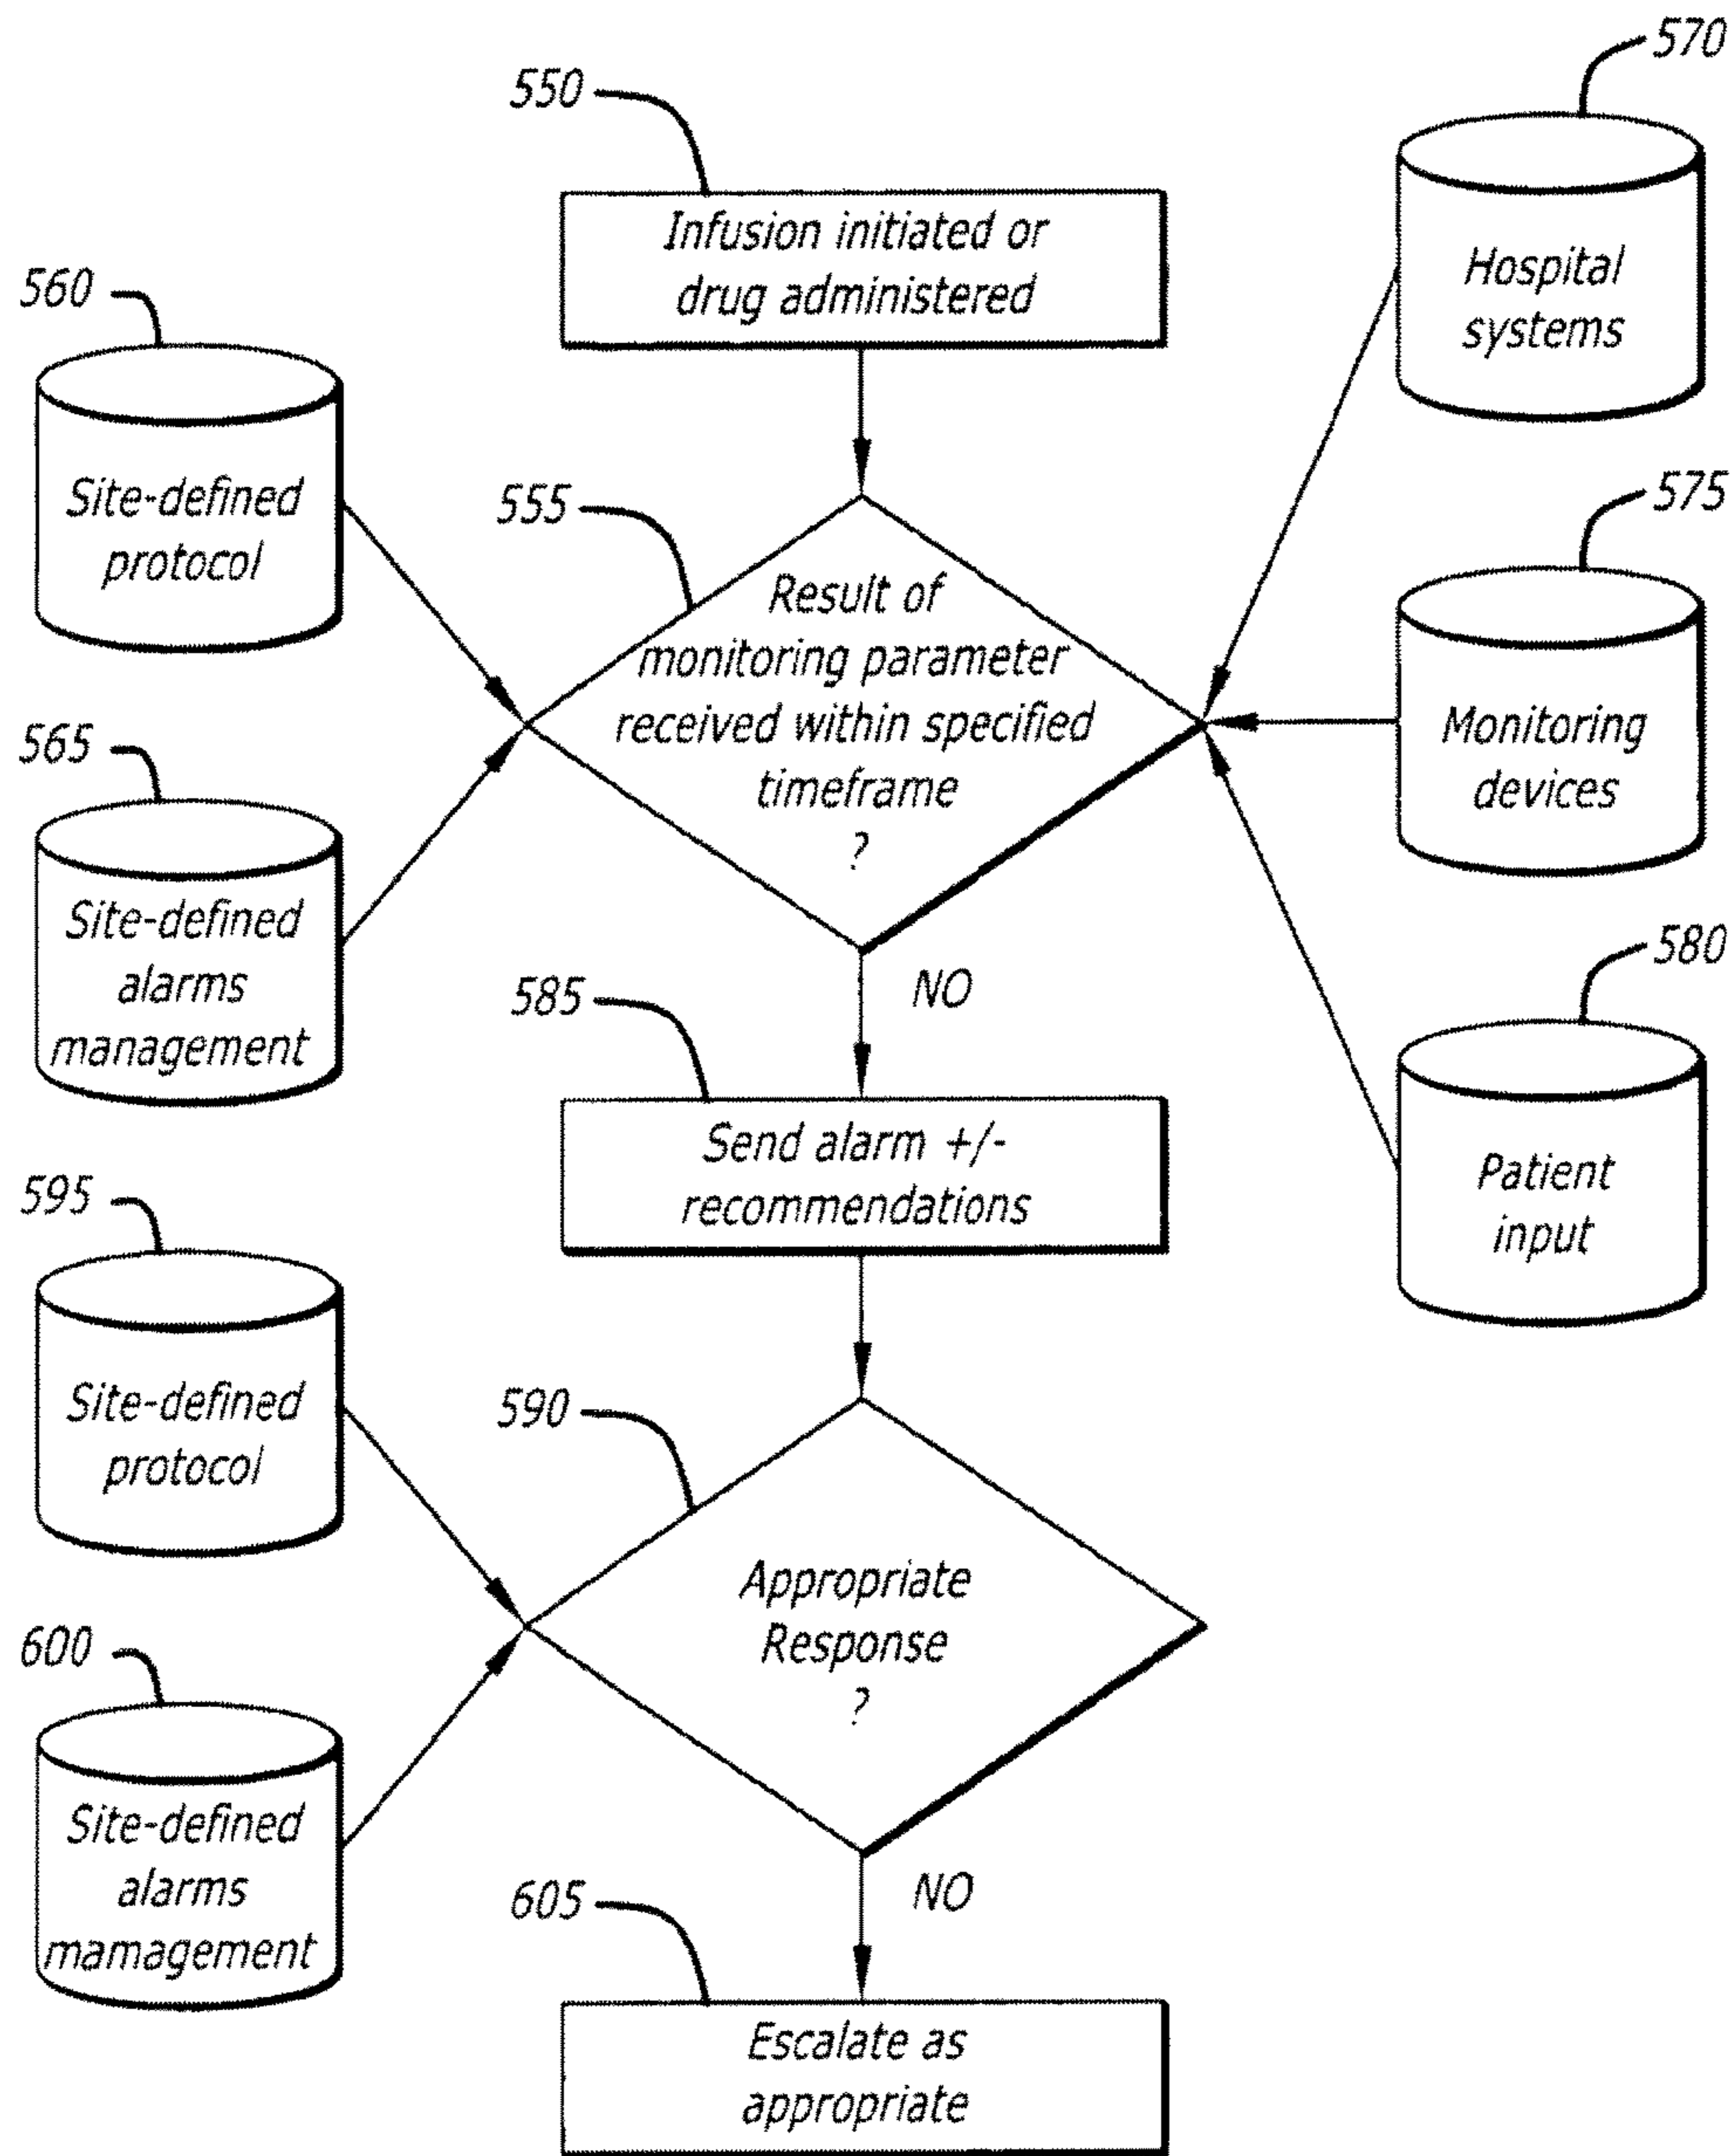 570
550
Infusion initiated or
drug administered
Hospital
systems
560
Site-defined
protocol
575
555
Result of
monitoring parameter
received within specified
timeframe
?
Monitoring
devices
565
Site-defined
alarms
management
580
NO
585
Send alarm +/-
recommendations
Patient
input
595
Site-defined
protocol
590
Appropriate
Response
?
600
Site-defined
alarms
mamagement
NO
605
Escalate as
appropriate